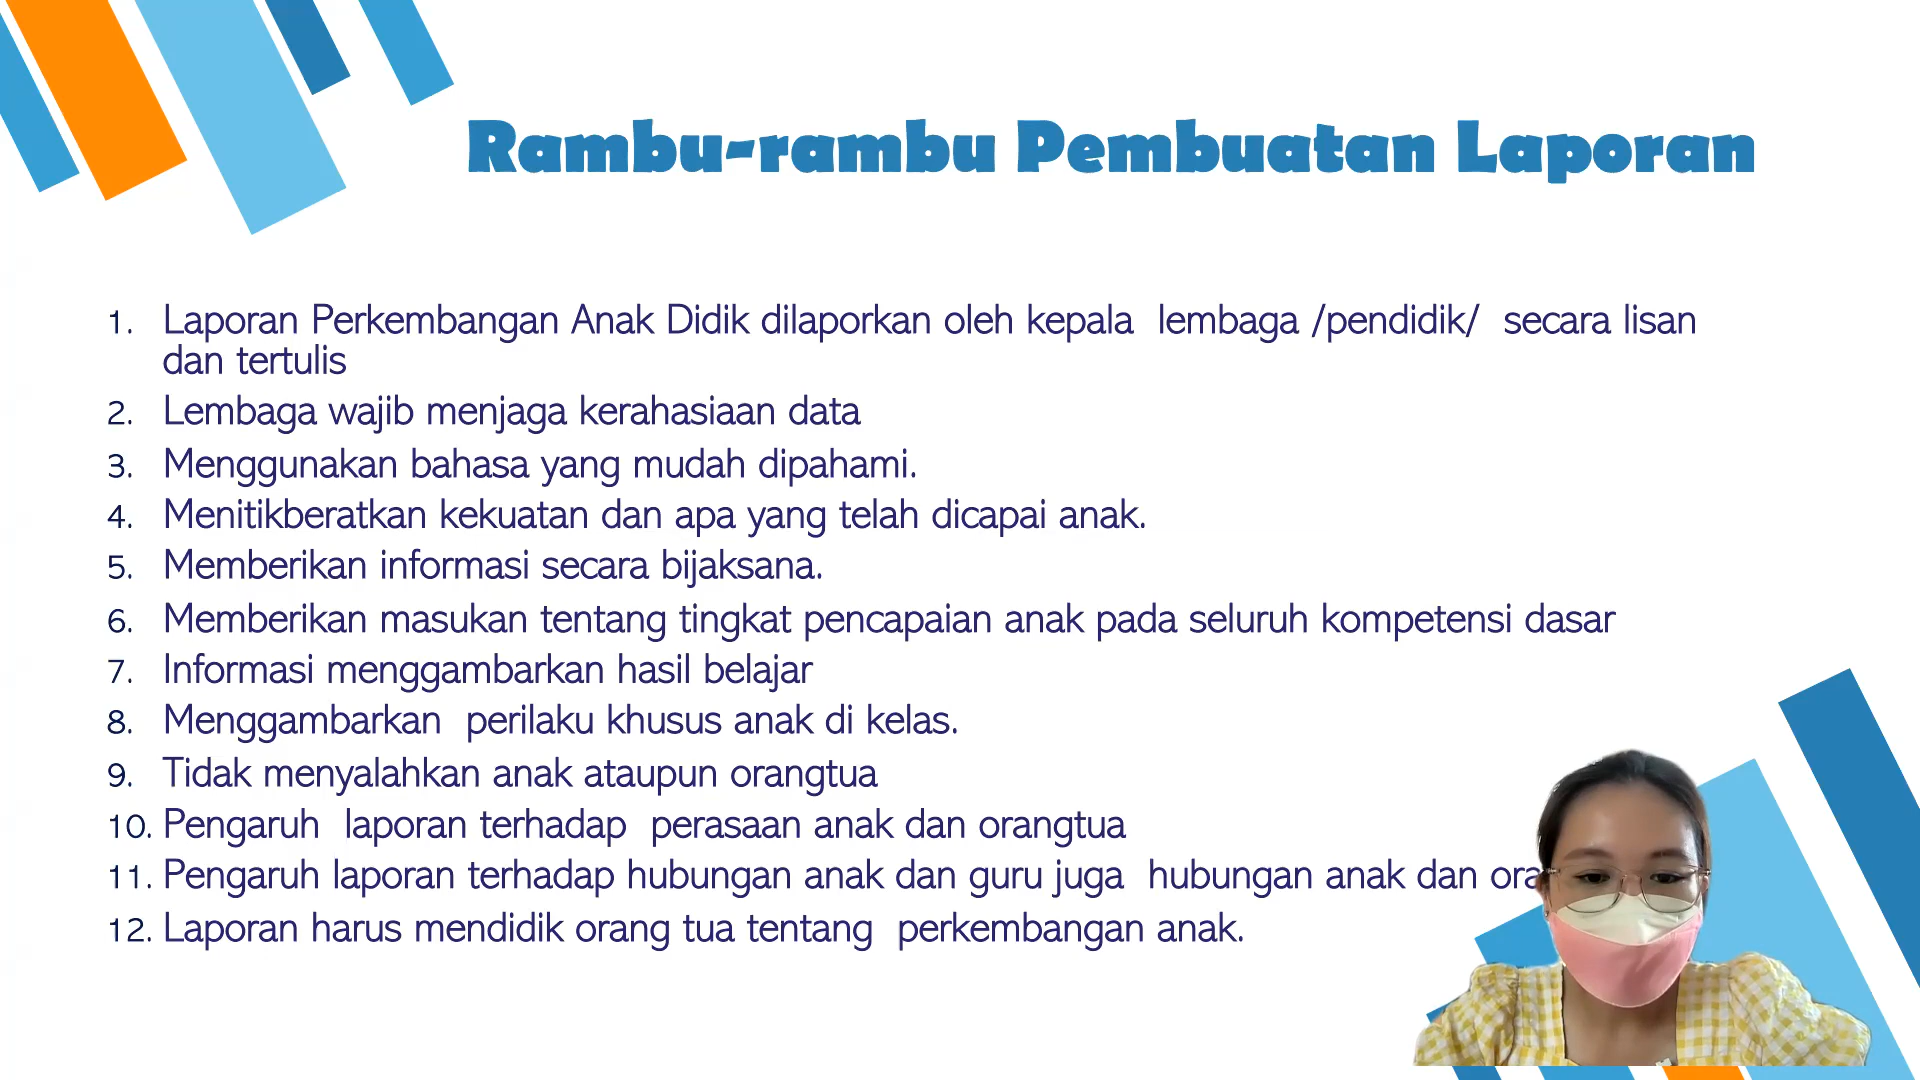 Rambu-rambu Pembuatan Laporan
1. Laporan Perkembangan Anak Didik dilaporkan oleh kepala lembaga /pendidik/ secara lisan
dan tertulis
2. Lembaga wajib menjaga kerahasiaan data
3. Menggunakan bahasa yang mudah dipahami.
4. Menitikberatkan kekuatan dan apa yang telah dicapai anak.
5. Memberikan informasi secara bijaksana.
6. Memberikan masukan tentang tingkat pencapaian anak pada seluruh kompetensi dasar
7. Informasi menggambarkan hasil belajar
8. Menggambarkan perilaku khusus anak di kelas.
9. Tidak menyalahkan anak ataupun orangtua
10. Pengaruh laporan terhadap perasaan anak dan orangtua
11. Pengaruh laporan terhadap hubungan anak dan guru juga hubungan anak dan
12. Laporan harus mendidik orang tua tentang perkembangan anak.